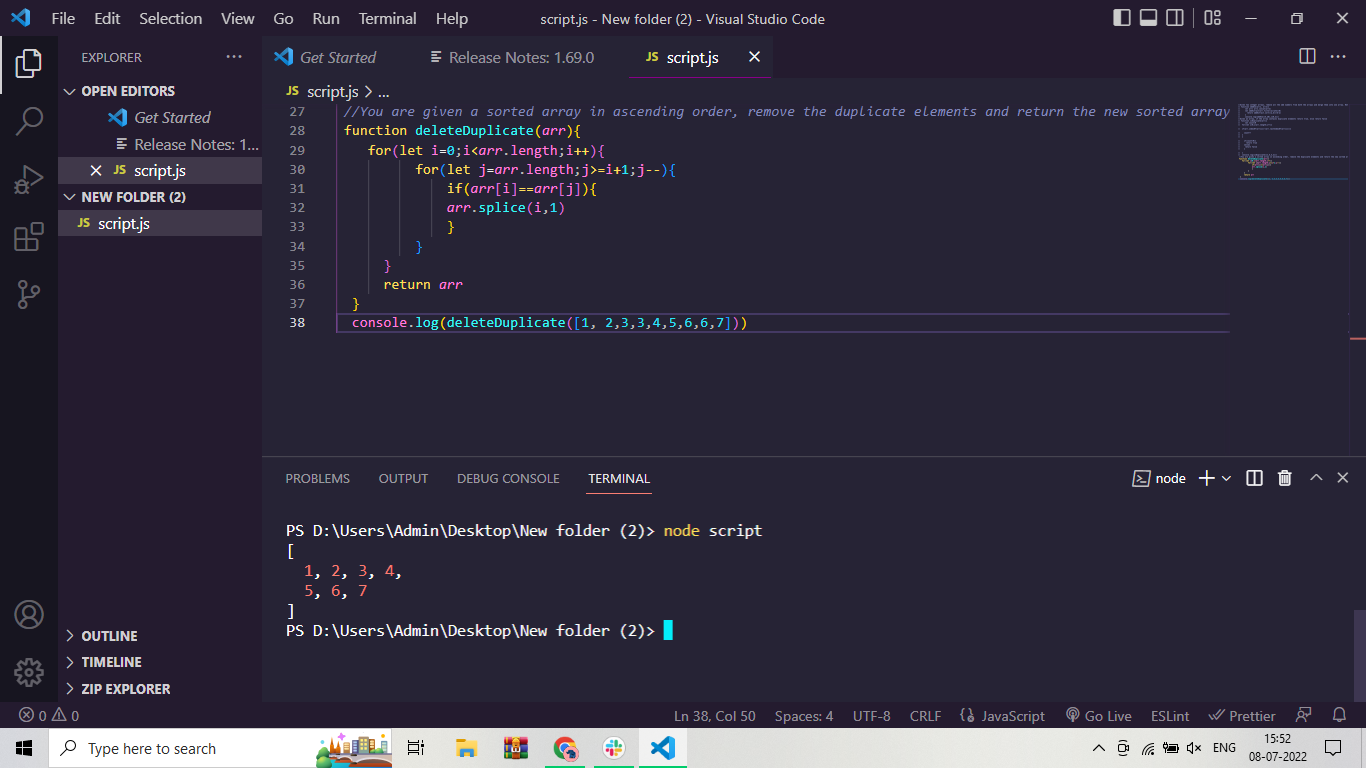 File Edit Selection View Go Run Terminal Help script.js - New folder (2) - Visual Studio Code
EXPLORER
OPEN EDITORS
Get Started
Release Notes: 1...
JS script.js
NEW FOLDER (2)
JS script.js
OUTLINE
TIMELINE
ZIP EXPLORER
Get Started Release Notes: 1.69.0 JS script.js
JS script.js > ...
27 //You are given a sorted array in ascending order, remove the duplicate elements and return the new sorted array
28 function deleteDuplicate(arr){
29 for(let i=0;i<arr.length;i++){
30 for(let j=arr.length;j>=i+1;j--){
31 if(arr[i]==arr[j]){
32 arr.splice(i,1)
33 }
34 }
35 }
36 return arr
37 }
38 console.log(deleteDuplicate([1, 2,3,3,4,5,6,6,7]))
PROBLEMS OUTPUT DEBUG CONSOLE TERMINAL node
PS D:\Users\Admin\Desktop\New folder (2)> node script
[
1, 2, 3, 4,
5, 6, 7
]
PS D:\Users\Admin\Desktop\New folder (2)>
0 0 Ln 38, Col 50 Spaces: 4 UTF-8 CRLF {} JavaScript Go Live ESLint Prettier
Type here to search ENG 15:52
08-07-2022